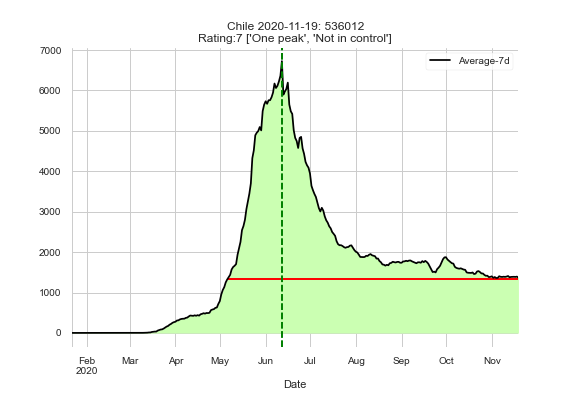 Chile 2020-11-19: 536012
Rating:7 ['One peak', 'Not in control']
Average-7d
7000
6000
5000
4000
3000
2000
1000
0
Feb Mar Apr May Jun Jul Aug Sep Oct Nov
2020
Date